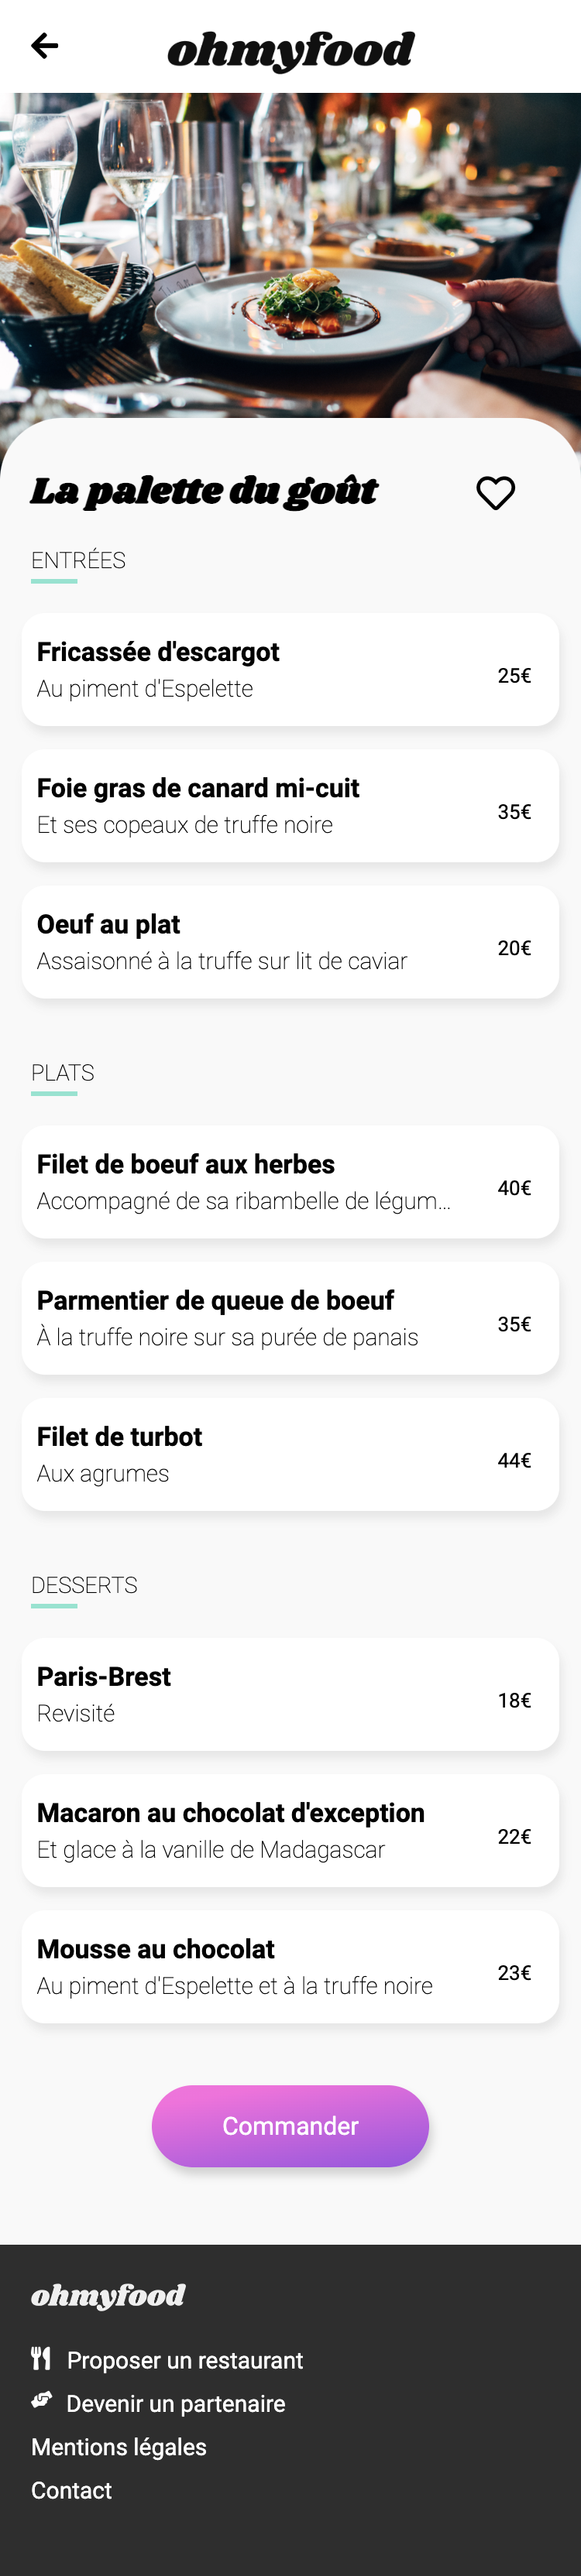 ohmyfood
La palette du goût
ENTRÉES
Fricassée d'escargot
Au piment d'Espelette
25€
Foie gras de canard mi-cuit
Et ses copeaux de truffe noire
35€
Oeuf au plat
Assaisonné à la truffe sur lit de caviar
20€
PLATS
Filet de boeuf aux herbes
Accompagné de sa ribambelle de légum...
40€
Parmentier de queue de boeuf
À la truffe noire sur sa purée de panais
35€
Filet de turbot
Aux agrumes
44€
DESSERTS
Paris-Brest
Revisité
18€
Macaron au chocolat d'exception
Et glace à la vanille de Madagascar
22€
Mousse au chocolat
Au piment d'Espelette et à la truffe noire
23€
Commander
ohmyfood
Proposer un restaurant
Devenir un partenaire
Mentions légales
Contact